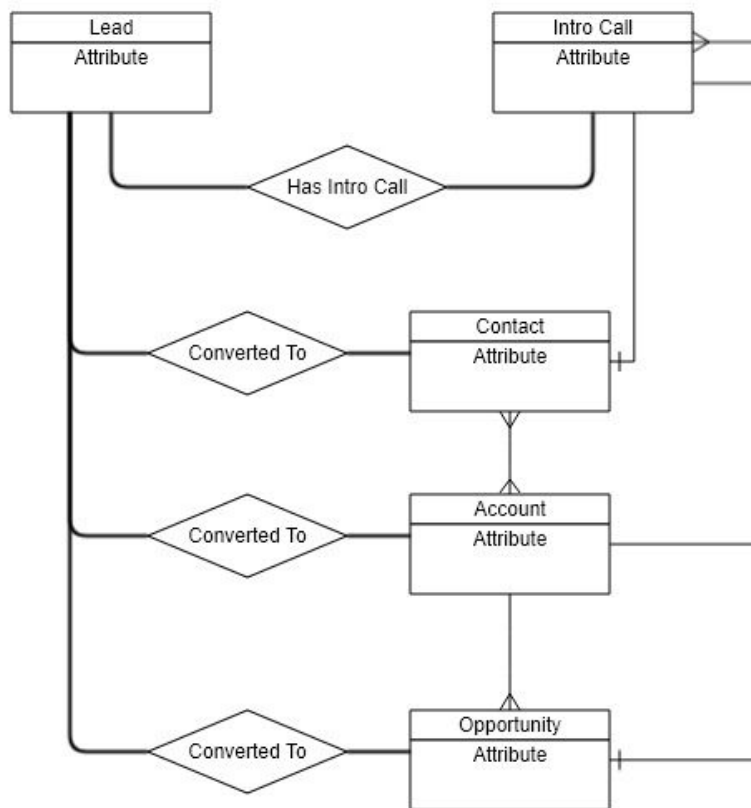 Lead
Attribute
Intro Call
Attribute
Has Intro Call
Converted To
Contact
Attribute
Converted To
Account
Attribute
Converted To
Opportunity
Attribute